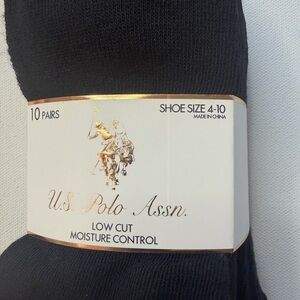 10 PAIRS
SHOE SIZE 4-10
MADE IN CHINA
U.S. Polo Assn.
LOW CUT
MOISTURE CONTROL